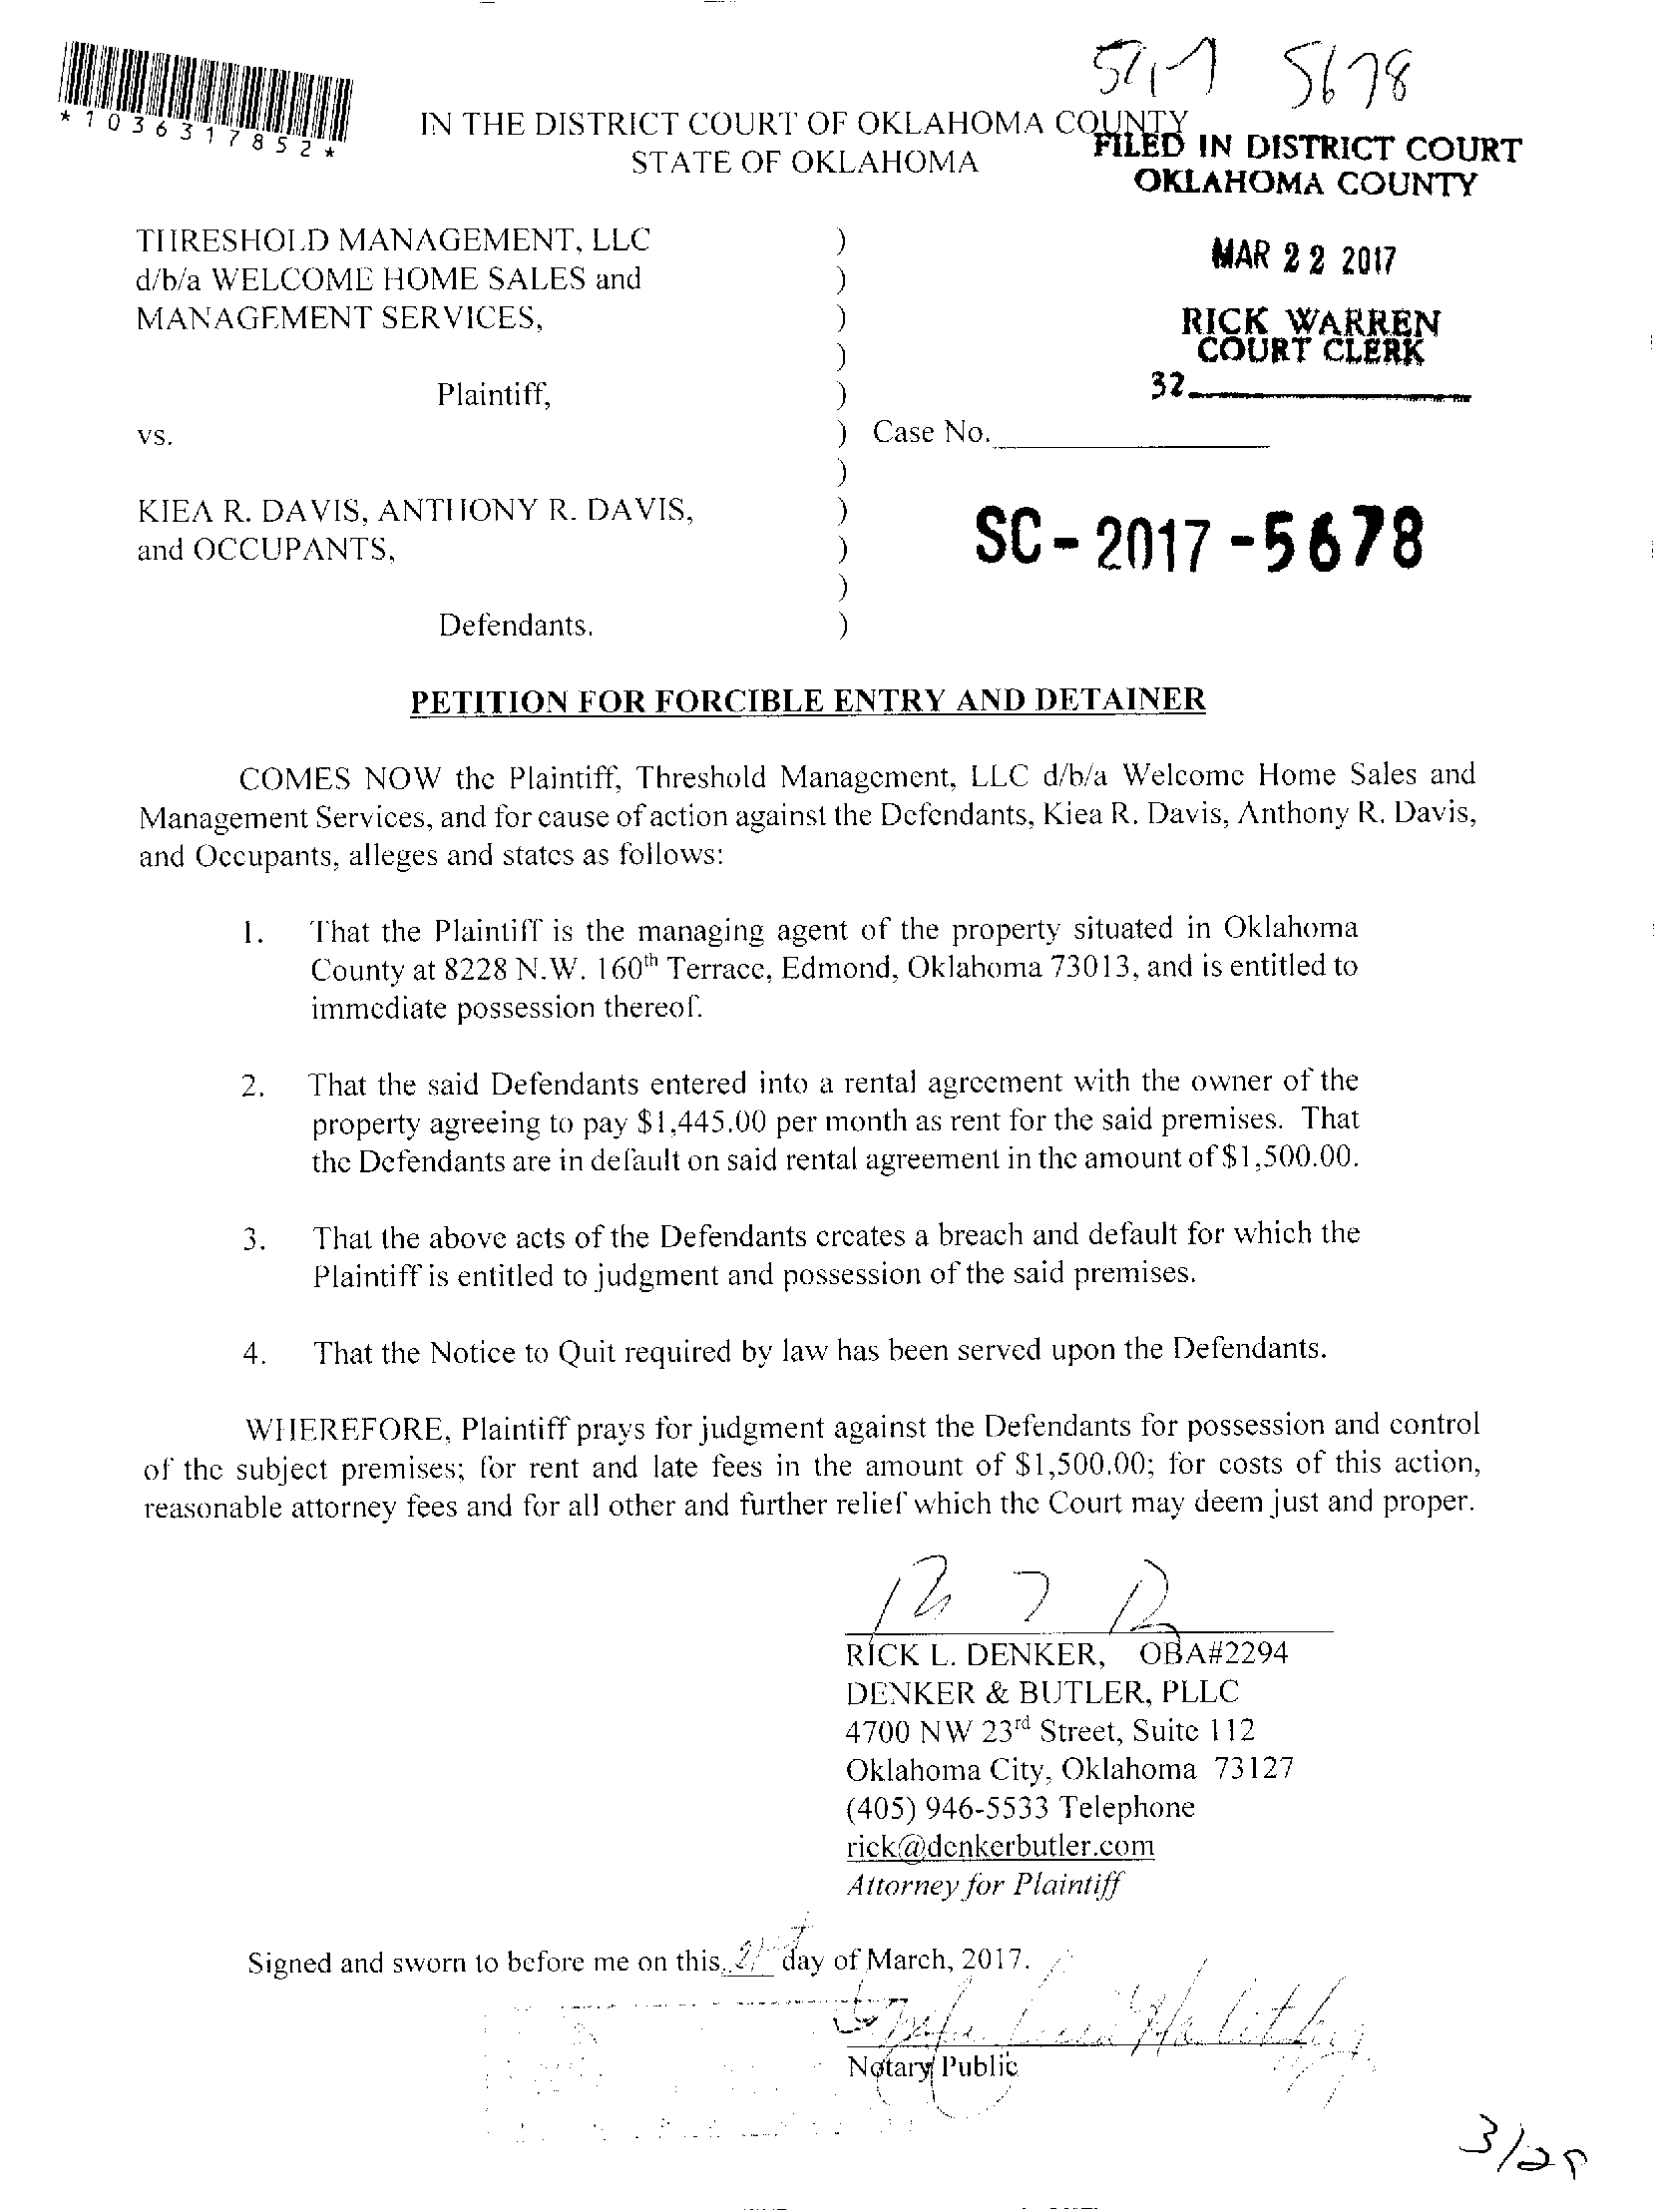 5678
*1036317852*
IN THE DISTRICT COURT OF OKLAHOMA COUNTY
STATE OF OKLAHOMA
FILED IN DISTRICT COURT
OKLAHOMA COUNTY
MAR 22 2017
RICK WARREN
COURT CLERK
32
THRESHOLD MANAGEMENT, LLC )
d/b/a WELCOME HOME SALES and )
MANAGEMENT SERVICES, )
)
Plaintiff, )
vs. ) Case No.
)
KIEA R. DAVIS, ANTHONY R. DAVIS, )
and OCCUPANTS, )
)
Defendants. )
SC-2017-5678
PETITION FOR FORCIBLE ENTRY AND DETAINER
COMES NOW the Plaintiff, Threshold Management, LLC d/b/a Welcome Home Sales and
Management Services, and for cause of action against the Defendants, Kiea R. Davis, Anthony R. Davis,
and Occupants, alleges and states as follows:
1. That the Plaintiff is the managing agent of the property situated in Oklahoma
County at 8228 N.W. 160th Terrace, Edmond, Oklahoma 73013, and is entitled to
immediate possession thereof.
2. That the said Defendants entered into a rental agreement with the owner of the
property agreeing to pay $1,445.00 per month as rent for the said premises. That
the Defendants are in default on said rental agreement in the amount of $1,500.00.
3. That the above acts of the Defendants creates a breach and default for which the
Plaintiff is entitled to judgment and possession of the said premises.
4. That the Notice to Quit required by law has been served upon the Defendants.
WHEREFORE, Plaintiff prays for judgment against the Defendants for possession and control
of the subject premises; for rent and late fees in the amount of $1,500.00; for costs of this action,
reasonable attorney fees and for all other and further relief which the Court may deem just and proper.
RICK L. DENKER, OBA#2294
DENKER & BUTLER, PLLC
4700 NW 23rd Street, Suite 112
Oklahoma City, Oklahoma 73127
(405) 946-5533 Telephone
rick@denkerbutler.com
Attorney for Plaintiff
Signed and sworn to before me on this 21st day of March, 2017.
Notary Public